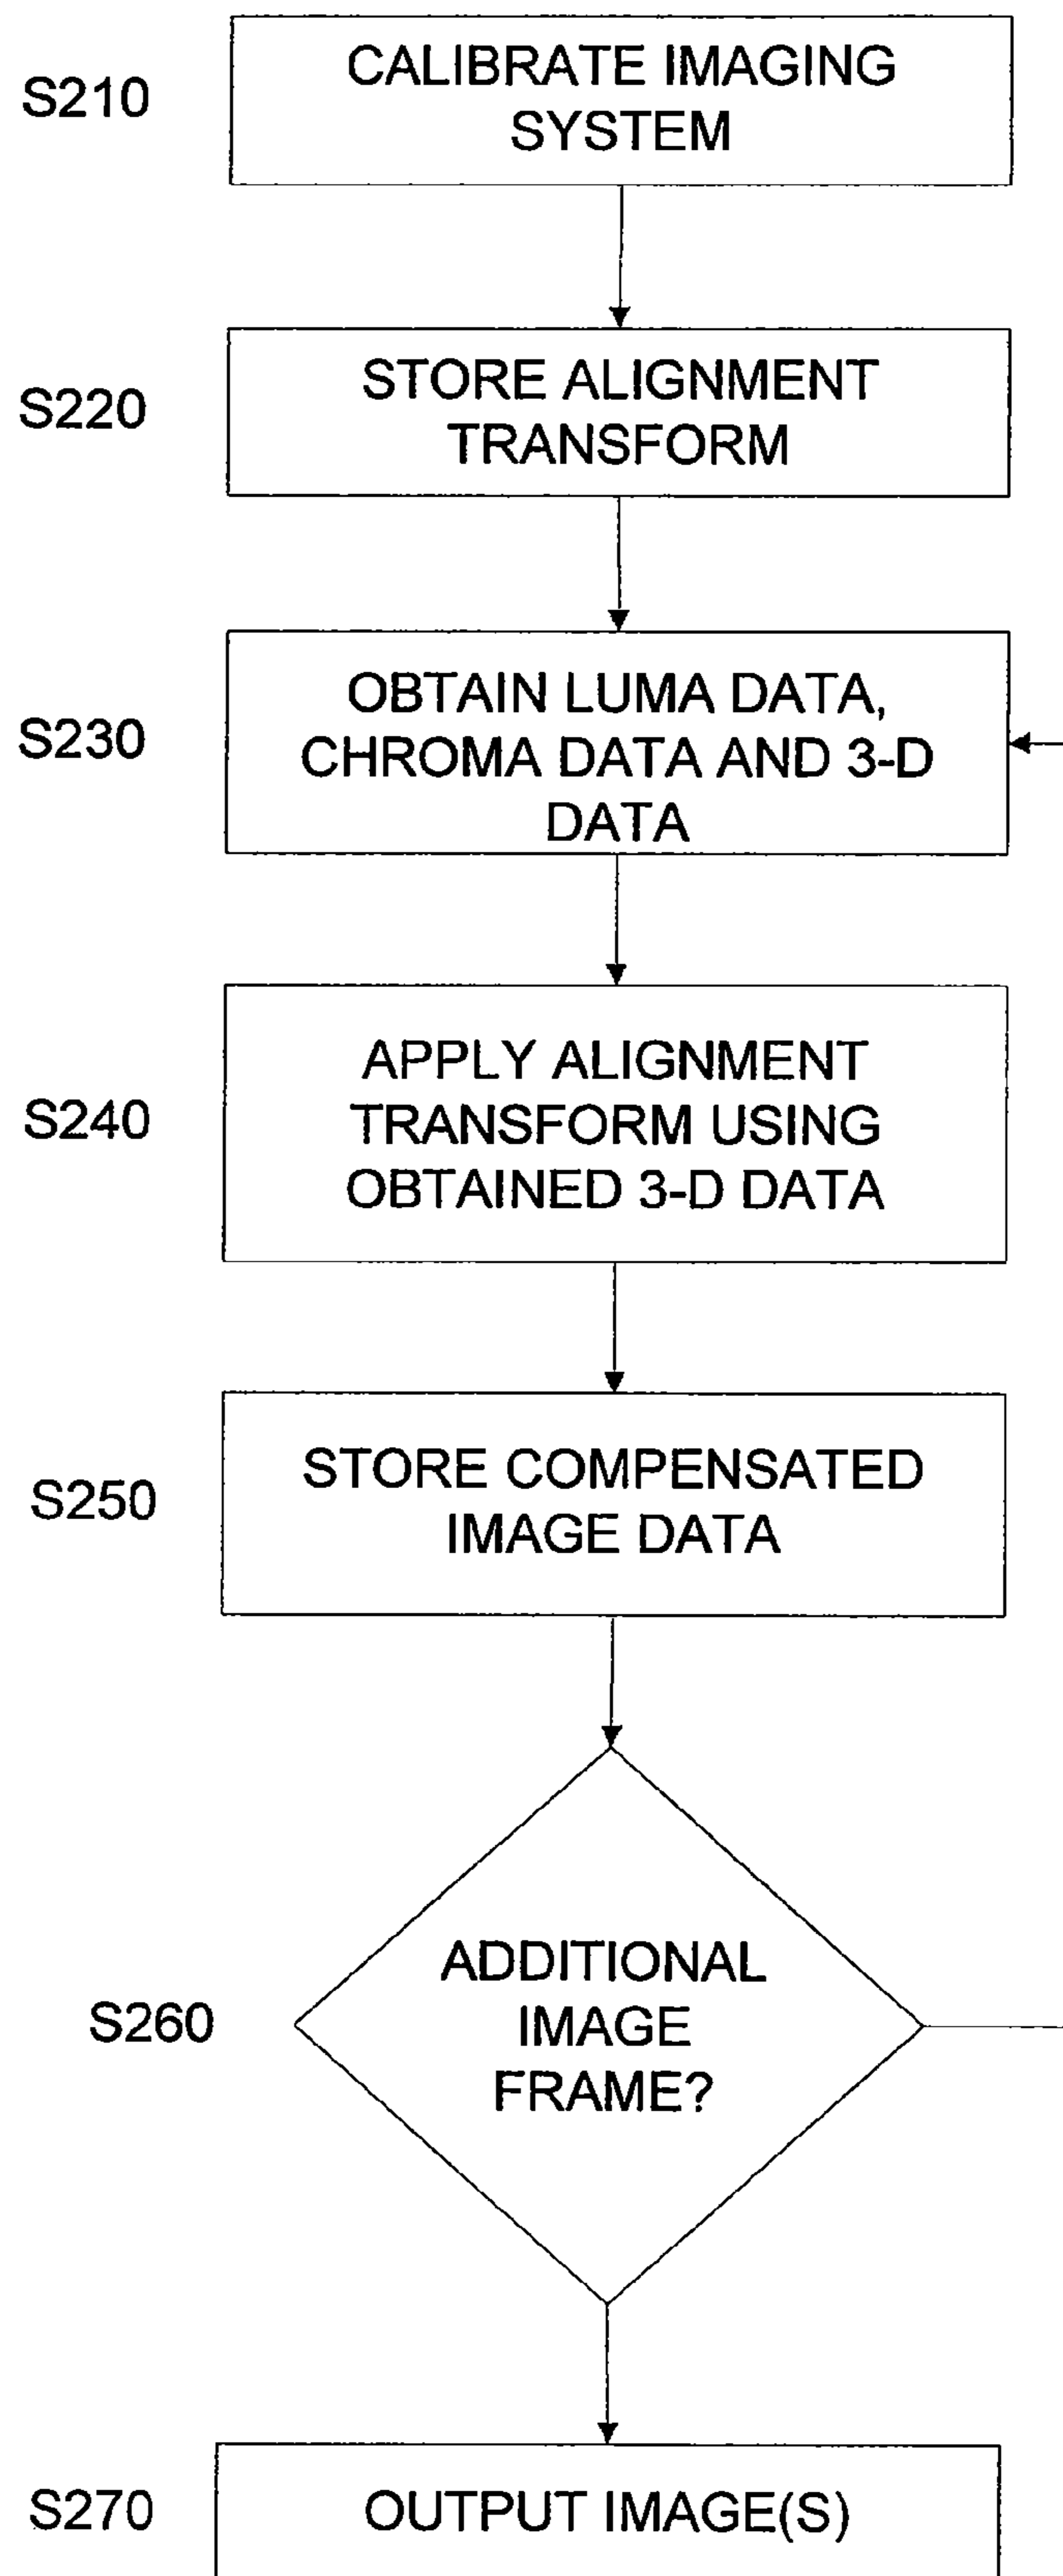 S210
CALIBRATE IMAGING
SYSTEM
S220
STORE ALIGNMENT
TRANSFORM
S230
OBTAIN LUMA DATA,
CHROMA DATA AND 3-D
DATA
S240
APPLY ALIGNMENT
TRANSFORM USING
OBTAINED 3-D DATA
S250
STORE COMPENSATED
IMAGE DATA
S260
ADDITIONAL
IMAGE
FRAME?
S270
OUTPUT IMAGE(S)